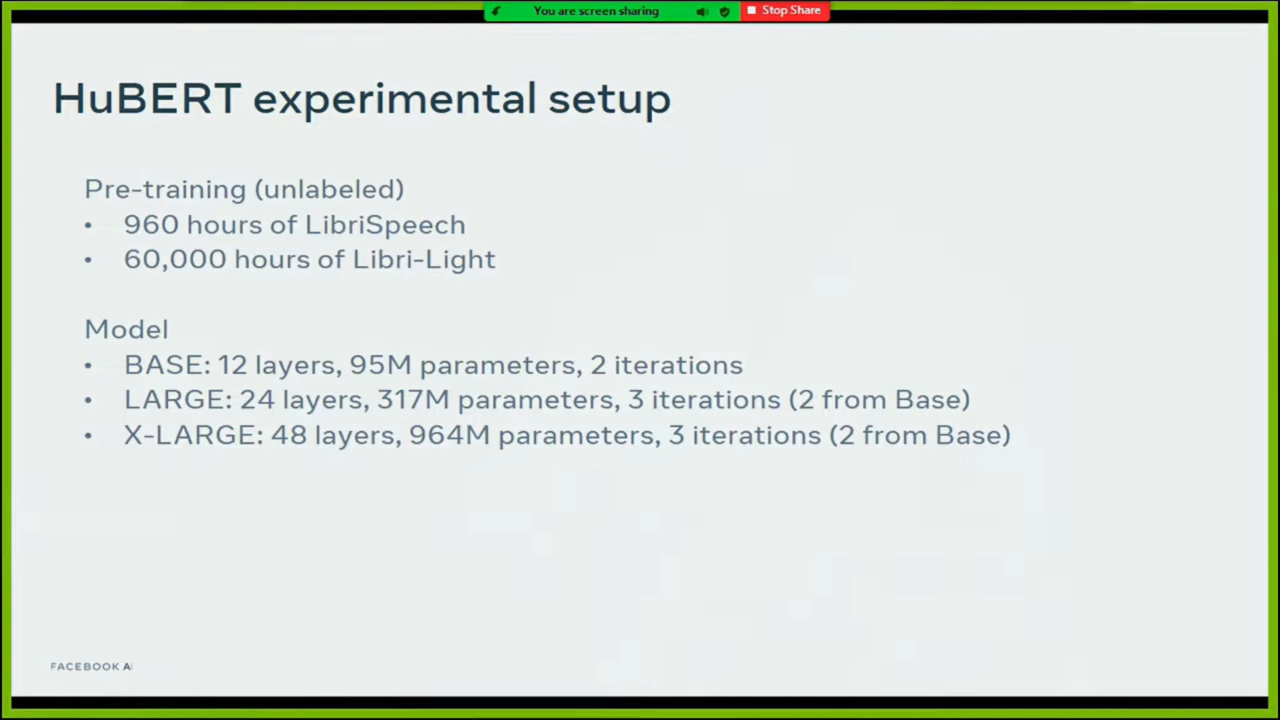 You are screen sharing
Stop Share
HuBERT experimental setup
Pre-training (unlabeled)
• 960 hours of LibriSpeech
• 60,000 hours of Libri-Light
Model
• BASE: 12 layers, 95M parameters, 2 iterations
• LARGE: 24 layers, 317M parameters, 3 iterations (2 from Base)
• X-LARGE: 48 layers, 964M parameters, 3 iterations (2 from Base)
FACEBOOK AI